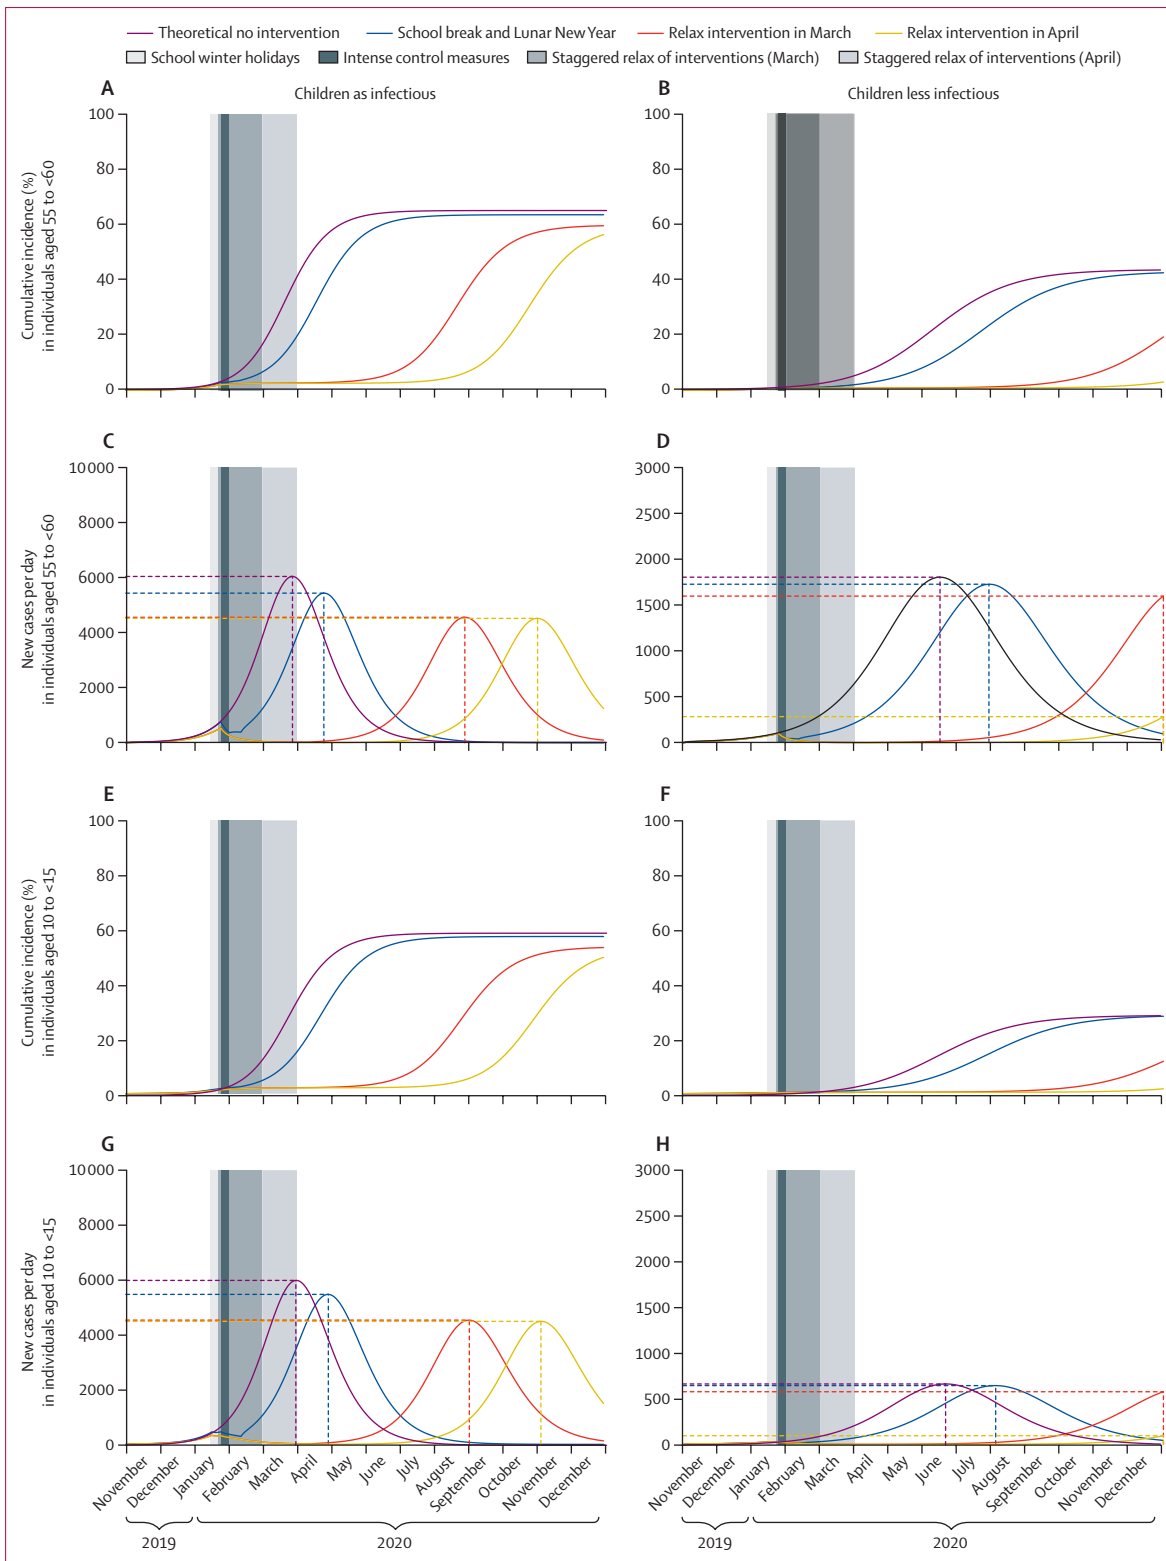 Theoretical no intervention
School break and Lunar New Year
Relax intervention in March
Relax intervention in April
School winter holidays
Intense control measures
Staggered relax of interventions (March)
Staggered relax of interventions (April)
A
Children as infectious
Cumulative incidence (%)
in individuals aged 55 to <60
100
80
60
40
20
0
B
Children less infectious
100
80
60
40
20
0
C
New cases per day
in individuals aged 55 to <60
10 000
8000
6000
4000
2000
0
D
3000
2500
2000
1500
1000
500
0
E
Cumulative incidence (%)
in individuals aged 10 to <15
100
80
60
40
20
0
F
100
80
60
40
20
0
G
New cases per day
in individuals aged 10 to <15
10 000
8000
6000
4000
2000
0
November
December
January
February
March
April
May
June
July
August
September
October
November
December
2019
2020
H
3000
2500
2000
1500
1000
500
0
November
December
January
February
March
April
May
June
July
August
September
October
November
December
2019
2020